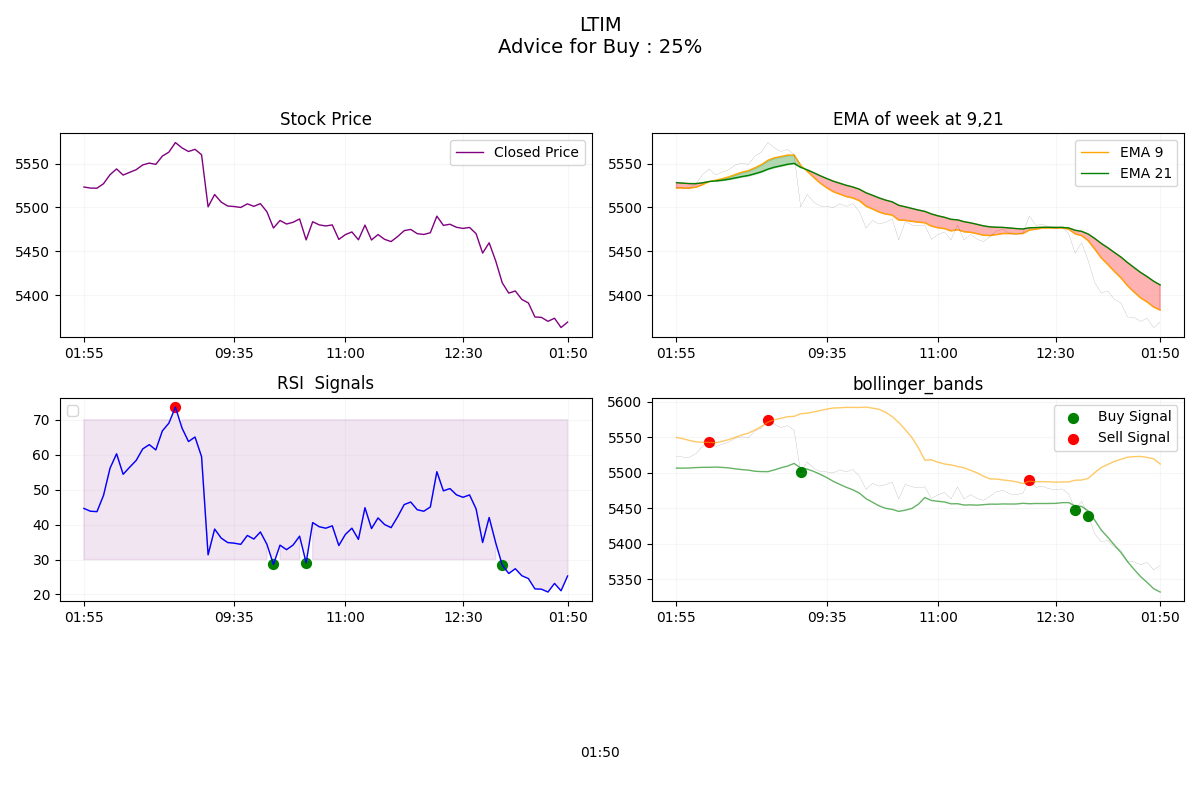 LTIM
Advice for Buy : 25%
Stock Price
5550
5500
5450
5400
Closed Price
01:55 09:35 11:00 12:30 01:50
EMA of week at 9,21
5550
5500
5450
5400
EMA 9
EMA 21
01:55 09:35 11:00 12:30 01:50
RSI  Signals
70
60
50
40
30
20
01:55 09:35 11:00 12:30 01:50
bollinger_bands
5600
5550
5500
5450
5400
5350
Buy Signal
Sell Signal
01:55 09:35 11:00 12:30 01:50
01:50